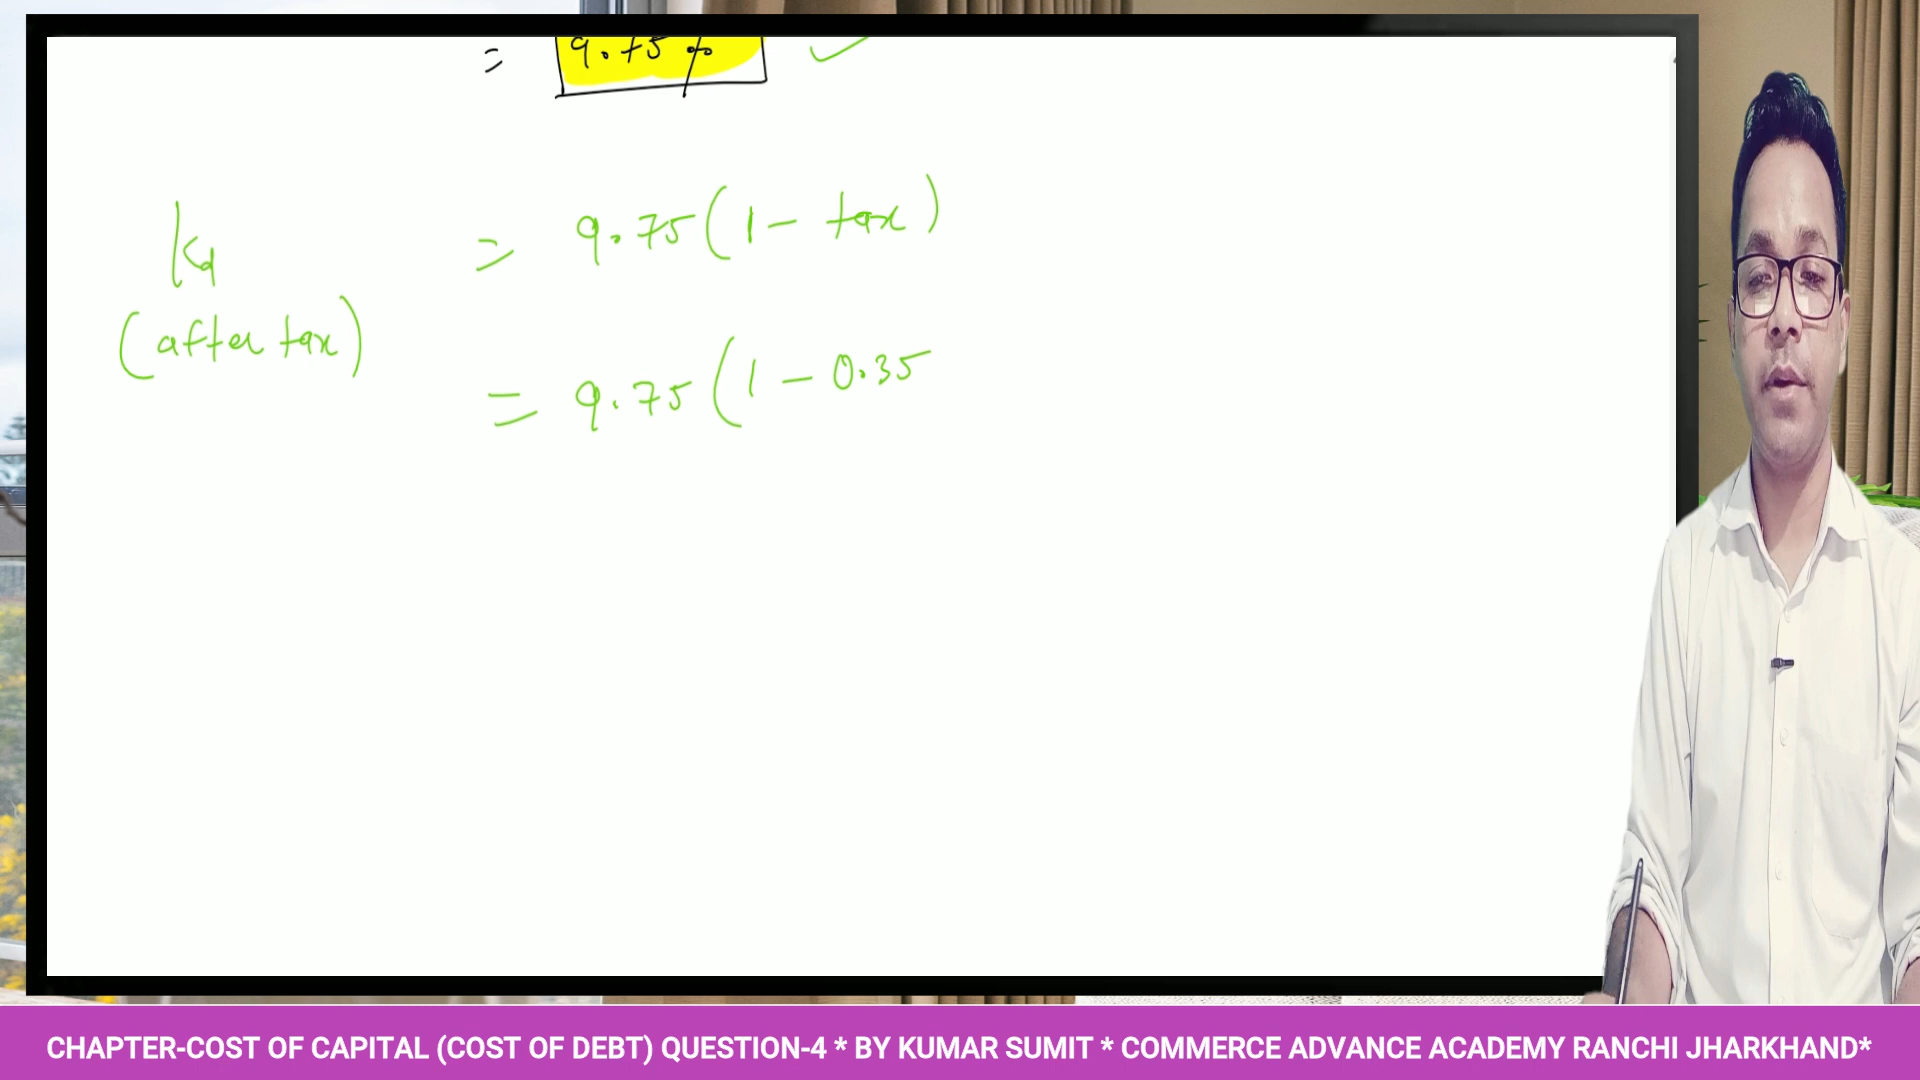 = 9.75 %
Kd = 9.75 (1 - tax)
(after tax)
= 9.75 (1 - 0.35
CHAPTER-COST OF CAPITAL (COST OF DEBT) QUESTION-4 * BY KUMAR SUMIT * COMMERCE ADVANCE ACADEMY RANCHI JHARKHAND*